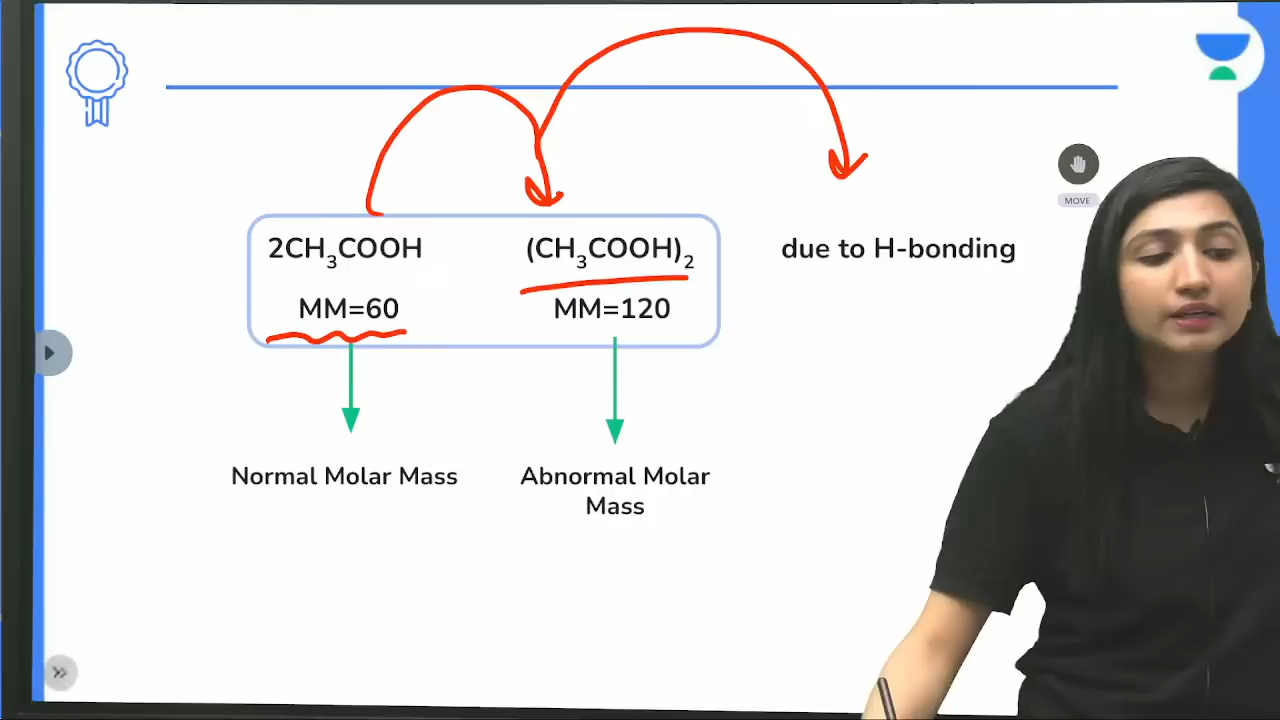 2CH₃COOH (CH₃COOH)₂ due to H-bonding
MM=60 MM=120
Normal Molar Mass Abnormal Molar
Mass
MOVE